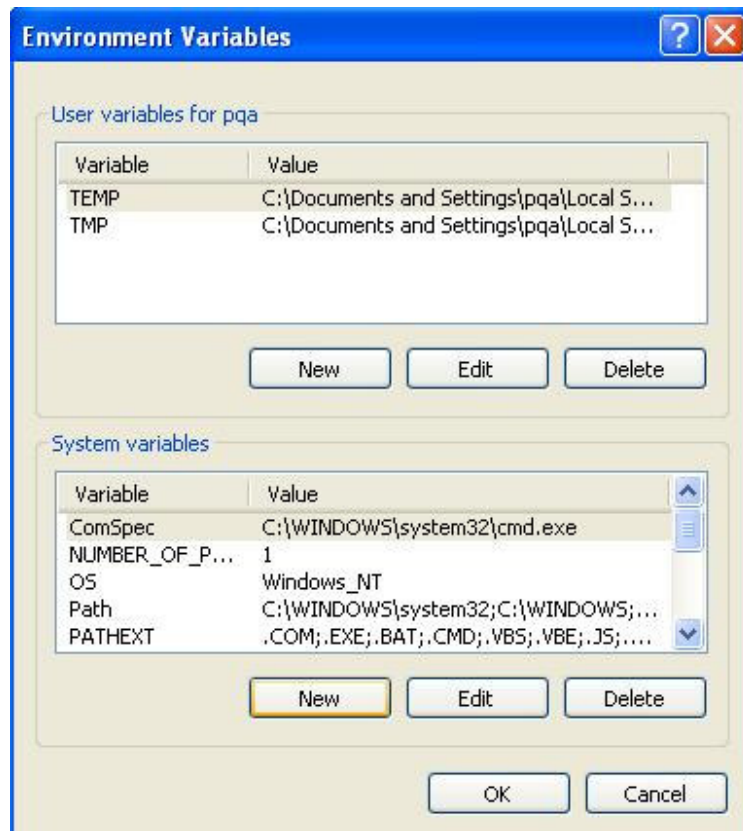 Environment Variables
User variables for pqa
Variable Value
TEMP C:\Documents and Settings\pqa\Local S...
TMP C:\Documents and Settings\pqa\Local S...
New Edit Delete
System variables
Variable Value
ComSpec C:\WINDOWS\system32\cmd.exe
NUMBER_OF_P... 1
OS Windows_NT
Path C:\WINDOWS\system32;C:\WINDOWS;...
PATHEXT .COM;.EXE;.BAT;.CMD;.VBS;.VBE;.JS;....
New Edit Delete
OK Cancel